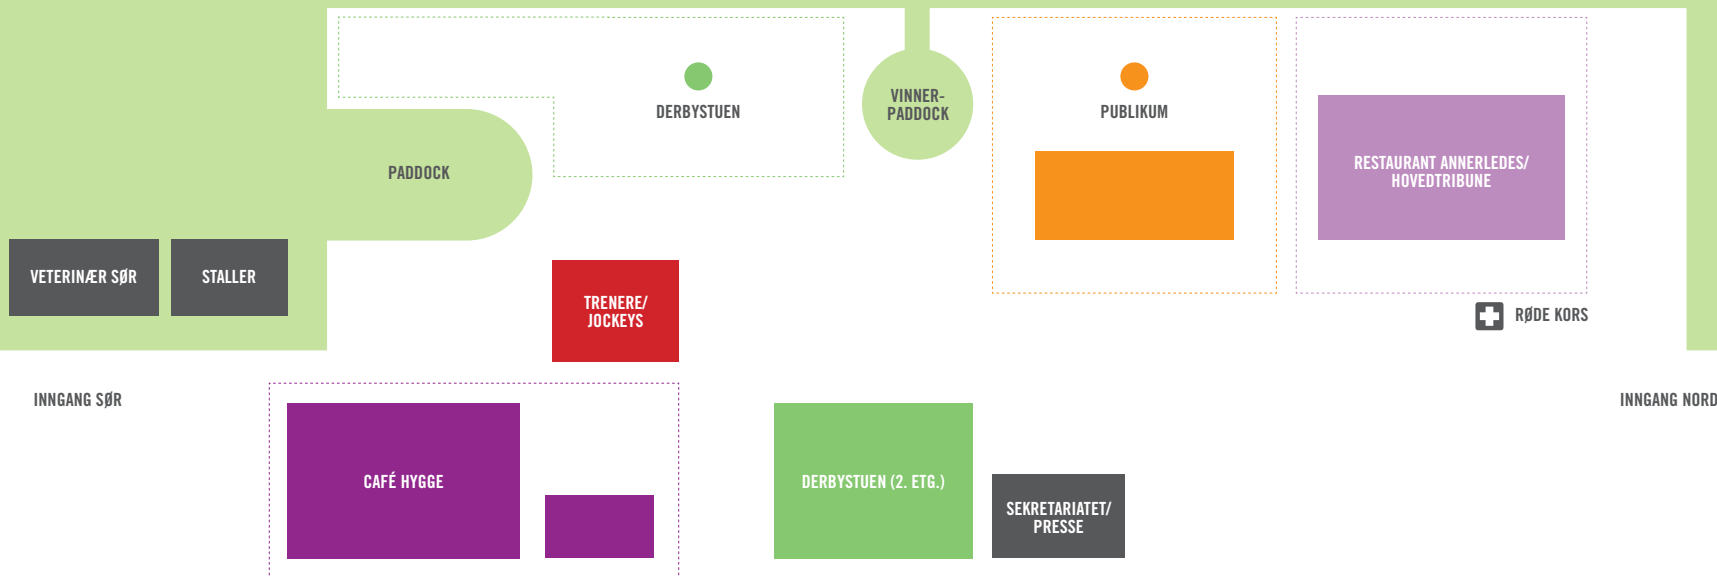 DERBYSTUEN
VINNER-
PADDOCK
PUBLIKUM
PADDOCK
RESTAURANT ANNERLEDES/
HOVEDTRIBUNE
VETERINÆR SØR
STALLER
TRENERE/
JOCKEYS
RØDE KORS
INNGANG SØR
INNGANG NORD
CAFÉ HYGGE
DERBYSTUEN (2. ETG.)
SEKRETARIATET/
PRESSE